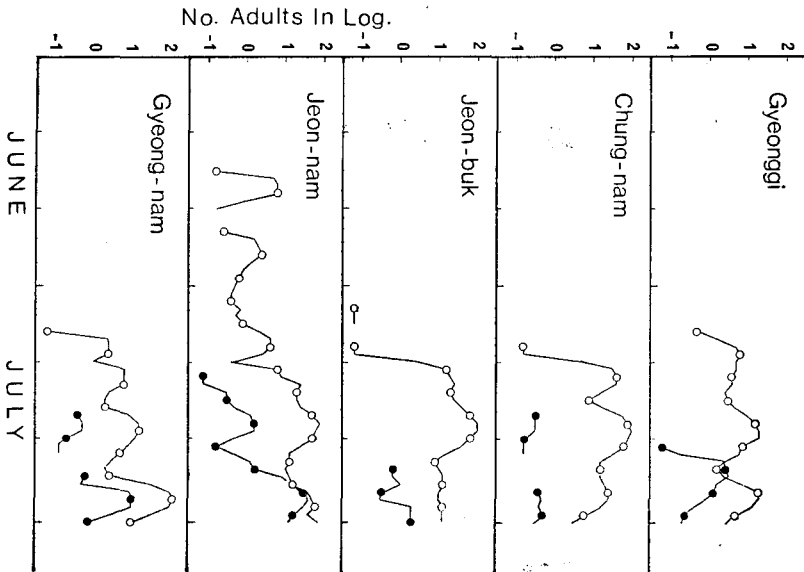 No. Adults In Log.
-1 0 1 2
-1 0 1 2
-1 0 1 2
-1 0 1 2
-1 0 1 2
Gyeong-nam
Jeon-nam
Jeon-buk
Chung-nam
Gyeonggi
JUNE
JULY